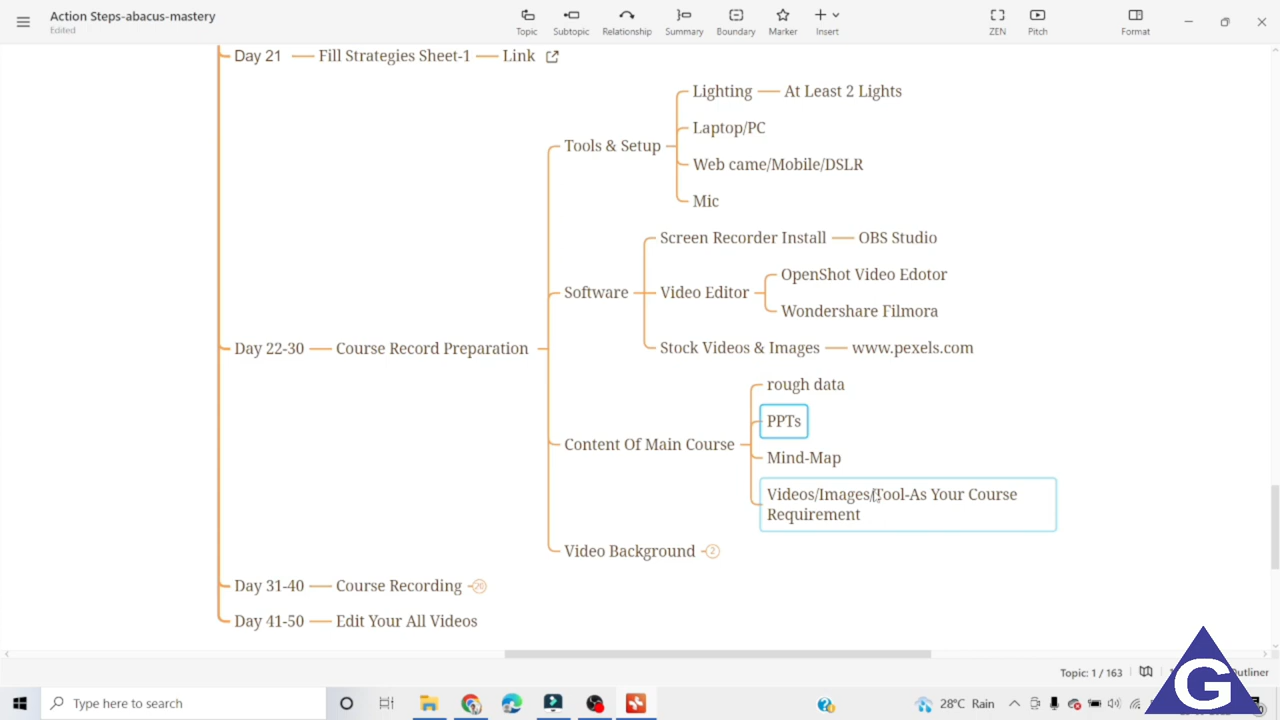 Action Steps-abacus-mastery
Edited
Topic
Subtopic
Relationship
Summary
Boundary
Marker
Insert
ZEN
Pitch
Format
Day 21
Fill Strategies Sheet-1
Link
Tools & Setup
Lighting
At Least 2 Lights
Laptop/PC
Web came/Mobile/DSLR
Mic
Software
Screen Recorder Install
OBS Studio
Video Editor
OpenShot Video Edotor
Wondershare Filmora
Stock Videos & Images
www.pexels.com
Day 22-30
Course Record Preparation
Content Of Main Course
rough data
PPTs
Mind-Map
Videos/Images/Tool-As Your Course
Requirement
Video Background
2
Day 31-40
Course Recording
20
Day 41-50
Edit Your All Videos
Topic: 1 / 163
Outliner
G
Type here to search
28°C Rain